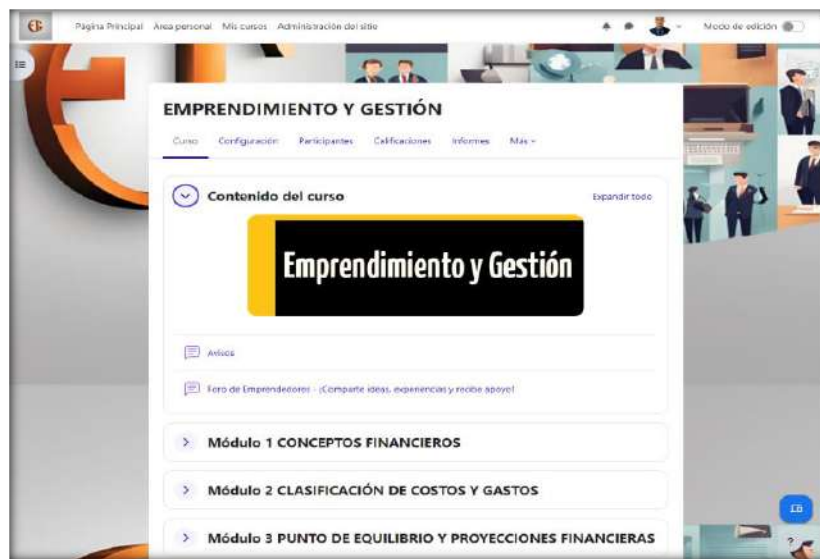 Página Principal Área personal Mis cursos Administración del sitio Modo de edición
EMPRENDIMIENTO Y GESTIÓN
Curso Configuración Participantes Calificaciones Informes Más
Contenido del curso Expandir todo
Emprendimiento y Gestión
Avisos
Foro de Emprendedores - ¡Comparte ideas, experiencias y recibe apoyo!
Módulo 1 CONCEPTOS FINANCIEROS
Módulo 2 CLASIFICACIÓN DE COSTOS Y GASTOS
Módulo 3 PUNTO DE EQUILIBRIO Y PROYECCIONES FINANCIERAS
?